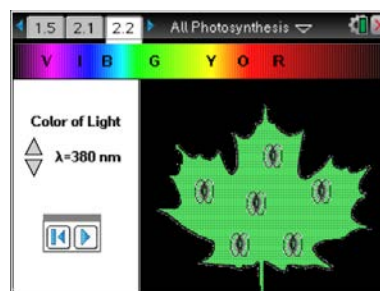 1.5 2.1 2.2 All Photosynthesis
V I B G Y O R
Color of Light
λ=380 nm